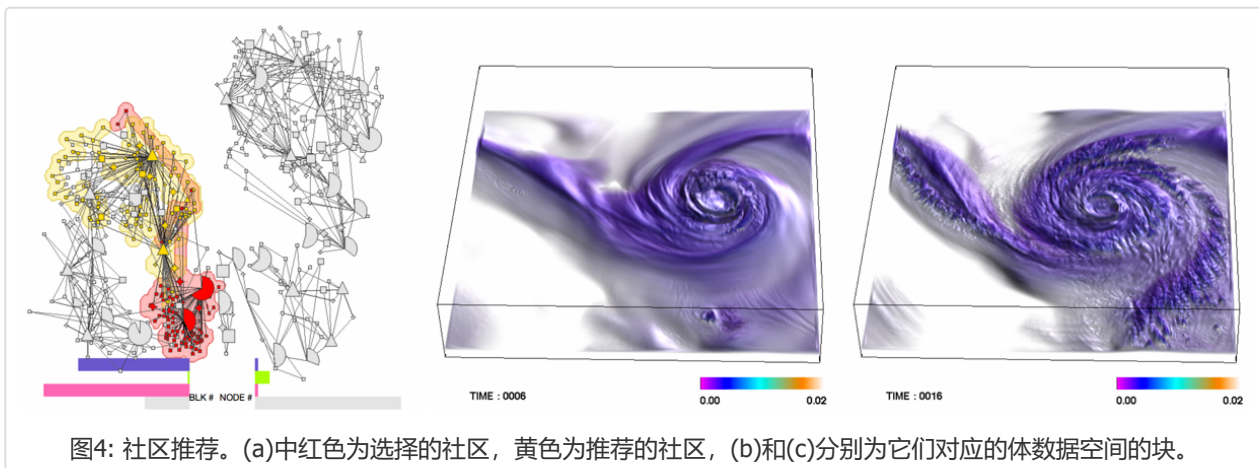 BLK # NODE #
TIME : 0006
0.00 0.02
TIME : 0016
0.00 0.02
图4: 社区推荐。(a)中红色为选择的社区，黄色为推荐的社区，(b)和(c)分别为它们对应的体数据空间的块。